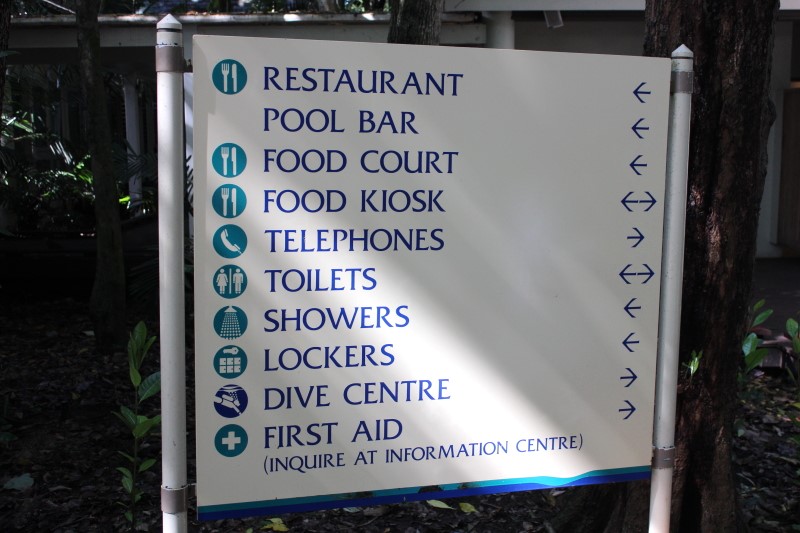 RESTAURANT ←
POOL BAR ←
FOOD COURT ←
FOOD KIOSK ↔
TELEPHONES →
TOILETS ↔
SHOWERS ←
LOCKERS ←
DIVE CENTRE →
FIRST AID →
(INQUIRE AT INFORMATION CENTRE)